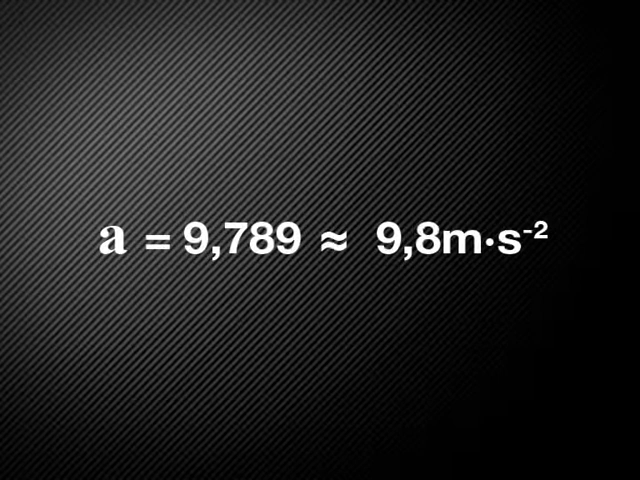 a = 9,789 ≈ 9,8m·s⁻²